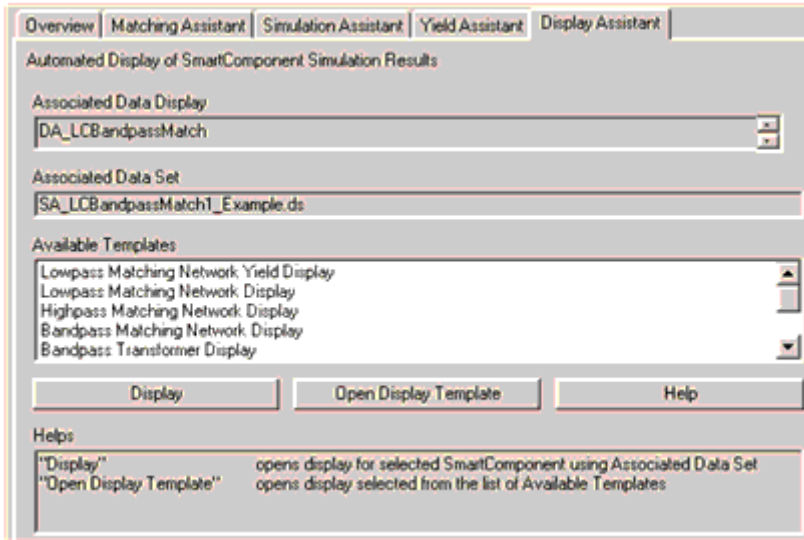 Overview Matching Assistant Simulation Assistant Yield Assistant Display Assistant
Automated Display of SmartComponent Simulation Results
Associated Data Display
DA_LCBandpassMatch
Associated Data Set
SA_LCBandpassMatch1_Example.ds
Available Templates
Lowpass Matching Network Yield Display
Lowpass Matching Network Display
Highpass Matching Network Display
Bandpass Matching Network Display
Bandpass Transformer Display
Display Open Display Template Help
Helps
"Display" opens display for selected SmartComponent using Associated Data Set
"Open Display Template" opens display selected from the list of Available Templates